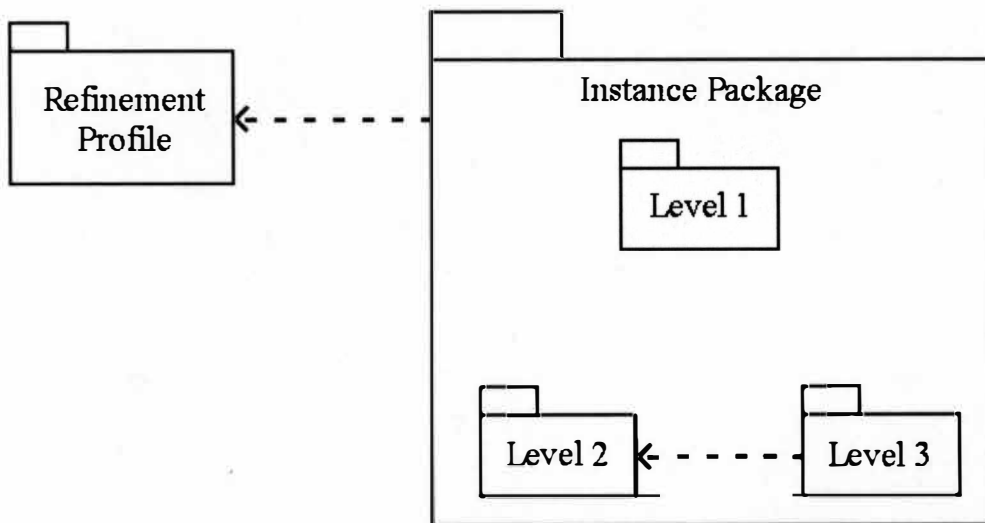 Refinement
Profile
Instance Package
Level 1
Level 2
Level 3